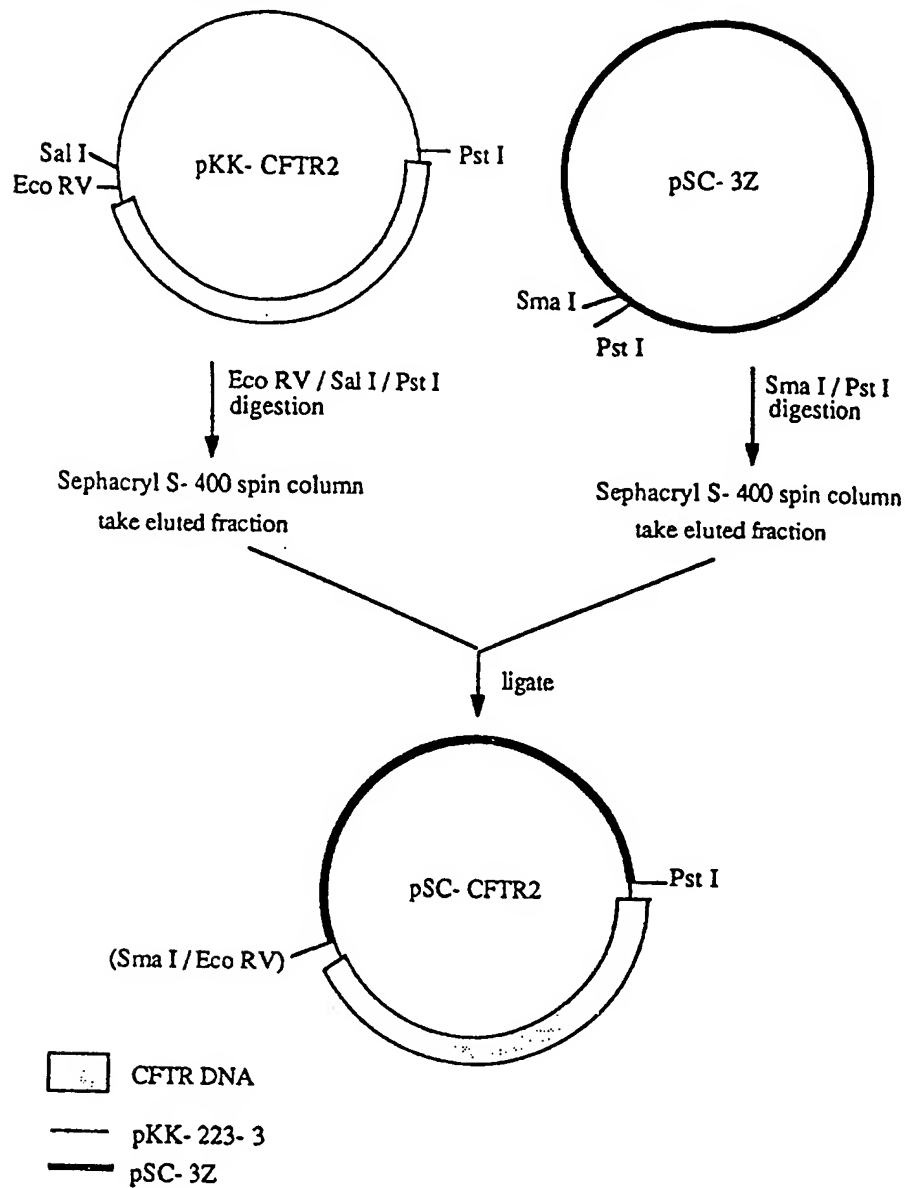 Sal I
Eco RV
pKK- CFTR2
Pst I
pSC- 3Z
Sma I
Pst I
Eco RV / Sal I / Pst I
digestion
Sma I / Pst I
digestion
Sephacryl S- 400 spin column
take eluted fraction
Sephacryl S- 400 spin column
take eluted fraction
ligate
pSC- CFTR2
Pst I
(Sma I / Eco RV)
CFTR DNA
pKK- 223- 3
pSC- 3Z